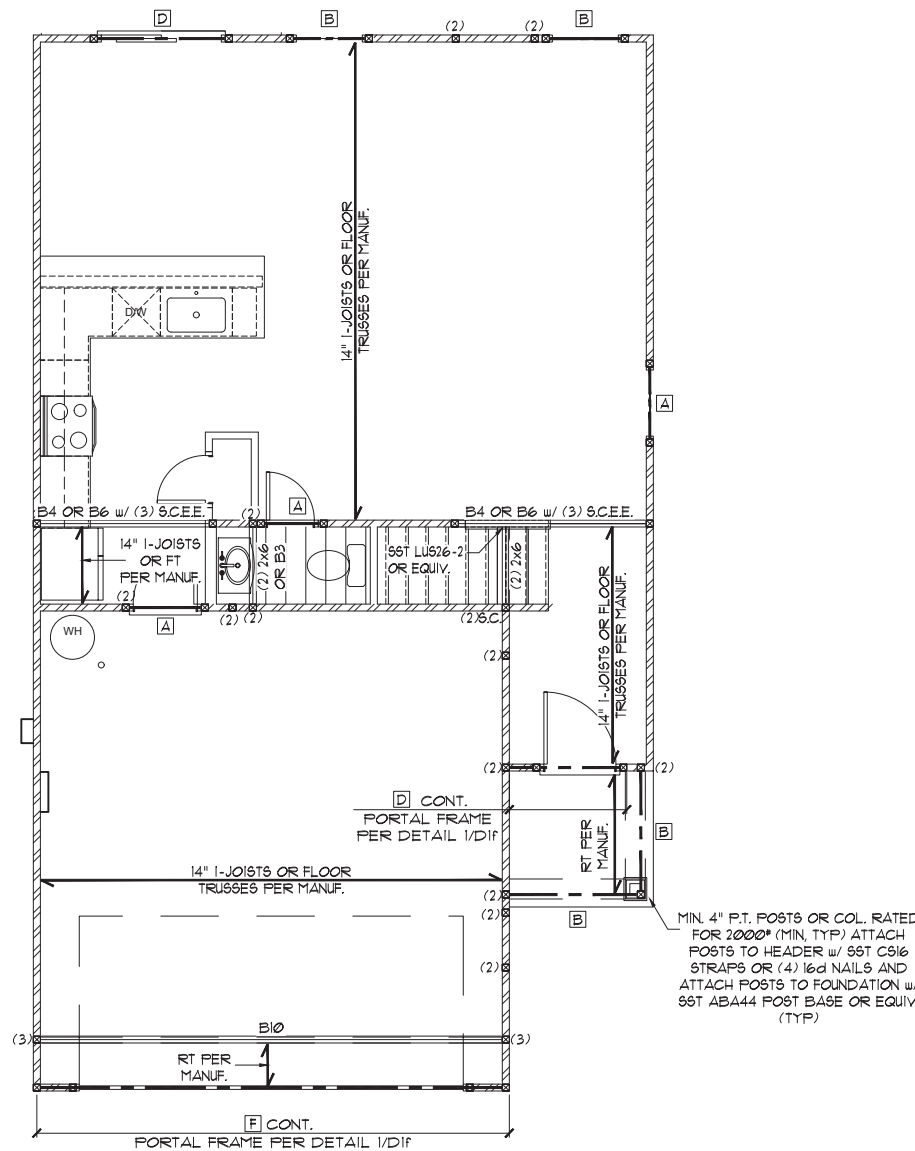 D
B
(2)
(2)
B
14" I-JOISTS OR FLOOR
TRUSSES PER MANUF.
D/W
A
B4 OR B6 w/ (3) S.C.E.E.
(2)
A
B4 OR B6 w/ (3) S.C.E.E.
14" I-JOISTS
OR FT
PER MANUF.
(2) 2x6
OR B3
SST LUS26-2
OR EQUIV.
(2) 2x6
(2)
A
(2)
(2)
(2)S.C.
WH
(2)
14" I-JOISTS OR FLOOR
TRUSSES PER MANUF.
(2)
(2)
D CONT.
PORTAL FRAME
PER DETAIL 1/D1f
RT PER
MANUF.
B
14" I-JOISTS OR FLOOR
TRUSSES PER MANUF.
(2)
(2)
B
MIN. 4" P.T. POSTS OR COL. RATED
FOR 2000# (MIN, TYP) ATTACH
POSTS TO HEADER w/ SST CS16
STRAPS OR (4) 16d NAILS AND
ATTACH POSTS TO FOUNDATION w/
SST ABA44 POST BASE OR EQUIV
(TYP)
(2)
(3)
B10
(3)
RT PER
MANUF.
F CONT.
PORTAL FRAME PER DETAIL 1/D1f